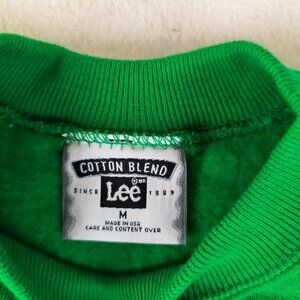 COTTON BLEND
SINCE Lee® 1889
M
MADE IN USA
CARE AND CONTENT OVER